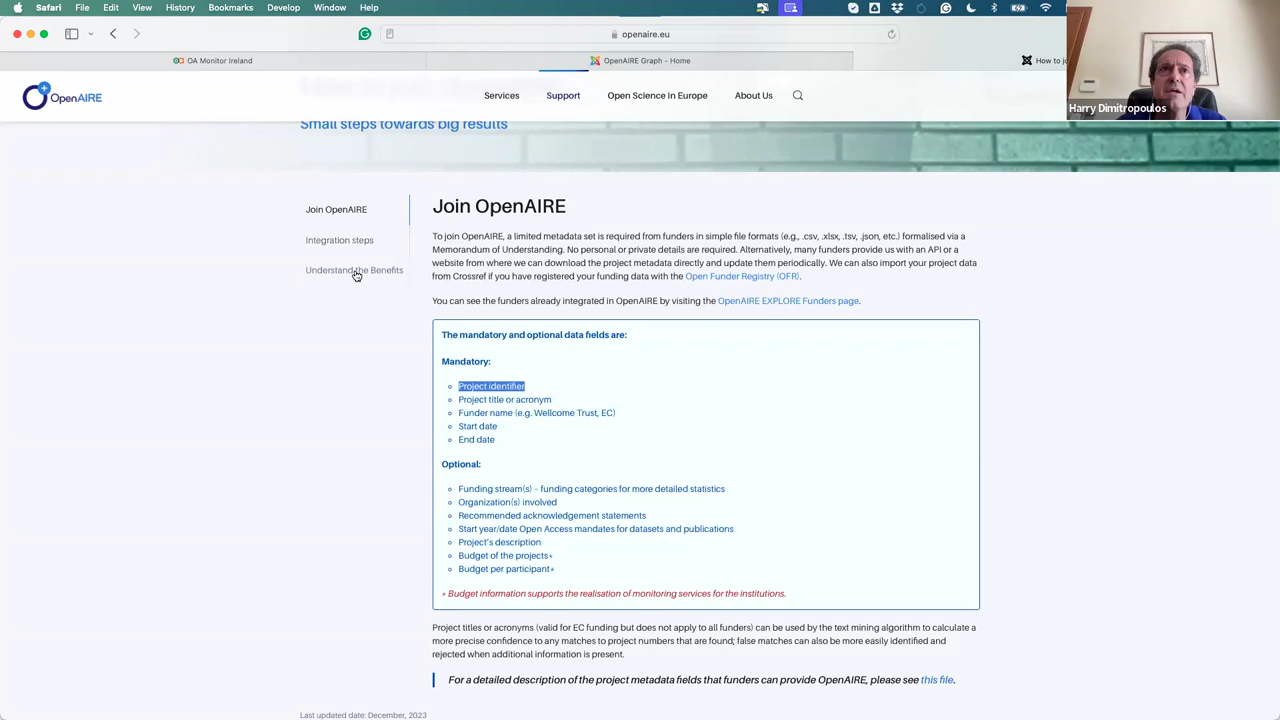 Safari File Edit View History Bookmarks Develop Window Help
openaire.eu
OA Monitor Ireland
OpenAIRE Graph - Home
How to jo
OpenAIRE
Services
Support
Open Science in Europe
About Us
Harry Dimitropoulos
Small steps towards big results
Join OpenAIRE
Integration steps
Understand the Benefits
Join OpenAIRE
To join OpenAIRE, a limited metadata set is required from funders in simple file formats (e.g., .csv, .xlsx, .tsv, .json, etc.) formalised via a
Memorandum of Understanding. No personal or private details are required. Alternatively, many funders provide us with an API or a
website from where we can download the project metadata directly and update them periodically. We can also import your project data
from Crossref if you have registered your funding data with the Open Funder Registry (OFR).
You can see the funders already integrated in OpenAIRE by visiting the OpenAIRE EXPLORE Funders page.
The mandatory and optional data fields are:
Mandatory:
Project identifier
Project title or acronym
Funder name (e.g. Wellcome Trust, EC)
Start date
End date
Optional:
Funding stream(s) – funding categories for more detailed statistics
Organization(s) involved
Recommended acknowledgement statements
Start year/date Open Access mandates for datasets and publications
Project's description
Budget of the projects*
Budget per participant*
* Budget information supports the realisation of monitoring services for the institutions.
Project titles or acronyms (valid for EC funding but does not apply to all funders) can be used by the text mining algorithm to calculate a
more precise confidence to any matches to project numbers that are found; false matches can also be more easily identified and
rejected when additional information is present.
For a detailed description of the project metadata fields that funders can provide OpenAIRE, please see this file.
Last updated date: December, 2023